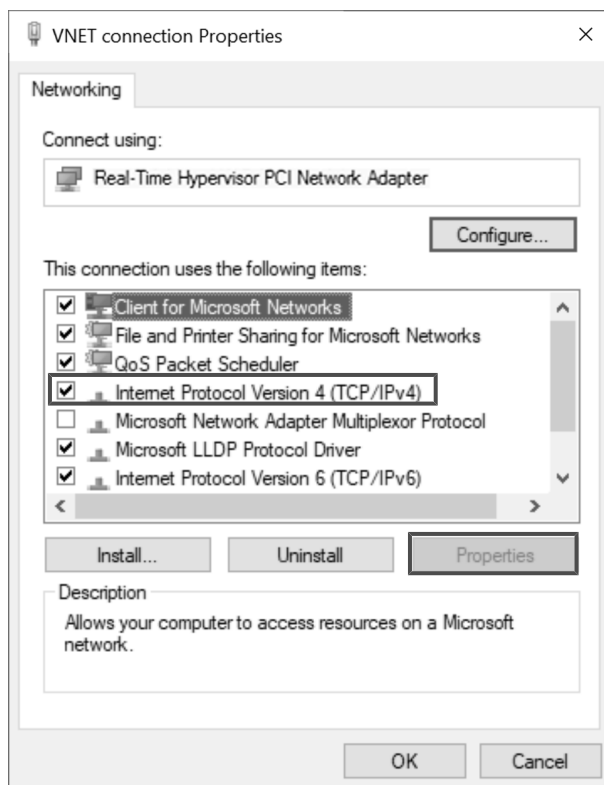 VNET connection Properties
Networking
Connect using:
Real-Time Hypervisor PCI Network Adapter
Configure...
This connection uses the following items:
Client for Microsoft Networks
File and Printer Sharing for Microsoft Networks
QoS Packet Scheduler
Internet Protocol Version 4 (TCP/IPv4)
Microsoft Network Adapter Multiplexor Protocol
Microsoft LLDP Protocol Driver
Internet Protocol Version 6 (TCP/IPv6)
Install... Uninstall Properties
Description
Allows your computer to access resources on a Microsoft
network.
OK Cancel